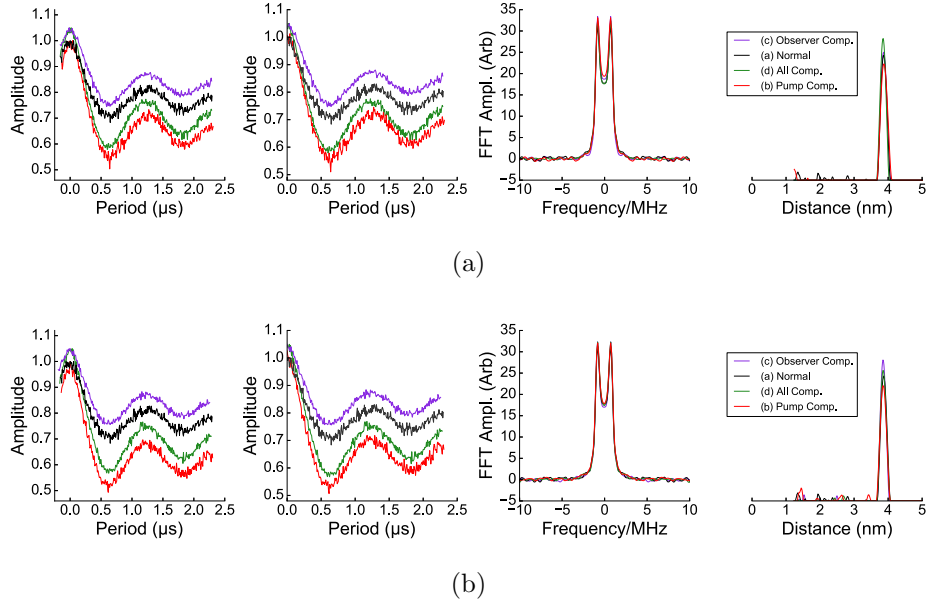 1.1
1.0
0.9
0.8
0.7
0.6
0.5
Amplitude
0.0 0.5 1.0 1.5 2.0 2.5
Period (µs)
1.1
1.0
0.9
0.8
0.7
0.6
0.5
Amplitude
0.0 0.5 1.0 1.5 2.0 2.5
Period (µs)
35
30
25
20
15
10
5
0
−5
FFT Ampl. (Arb)
−10 −5 0 5 10
Frequency/MHz
(c) Observer Comp.
(a) Normal
(d) All Comp.
(b) Pump Comp.
0 1 2 3 4 5
Distance (nm)
(a)
1.1
1.0
0.9
0.8
0.7
0.6
0.5
Amplitude
0.0 0.5 1.0 1.5 2.0 2.5
Period (µs)
1.1
1.0
0.9
0.8
0.7
0.6
0.5
Amplitude
0.0 0.5 1.0 1.5 2.0 2.5
Period (µs)
35
30
25
20
15
10
5
0
−5
FFT Ampl. (Arb)
−10 −5 0 5 10
Frequency/MHz
(c) Observer Comp.
(a) Normal
(d) All Comp.
(b) Pump Comp.
0 1 2 3 4 5
Distance (nm)
(b)